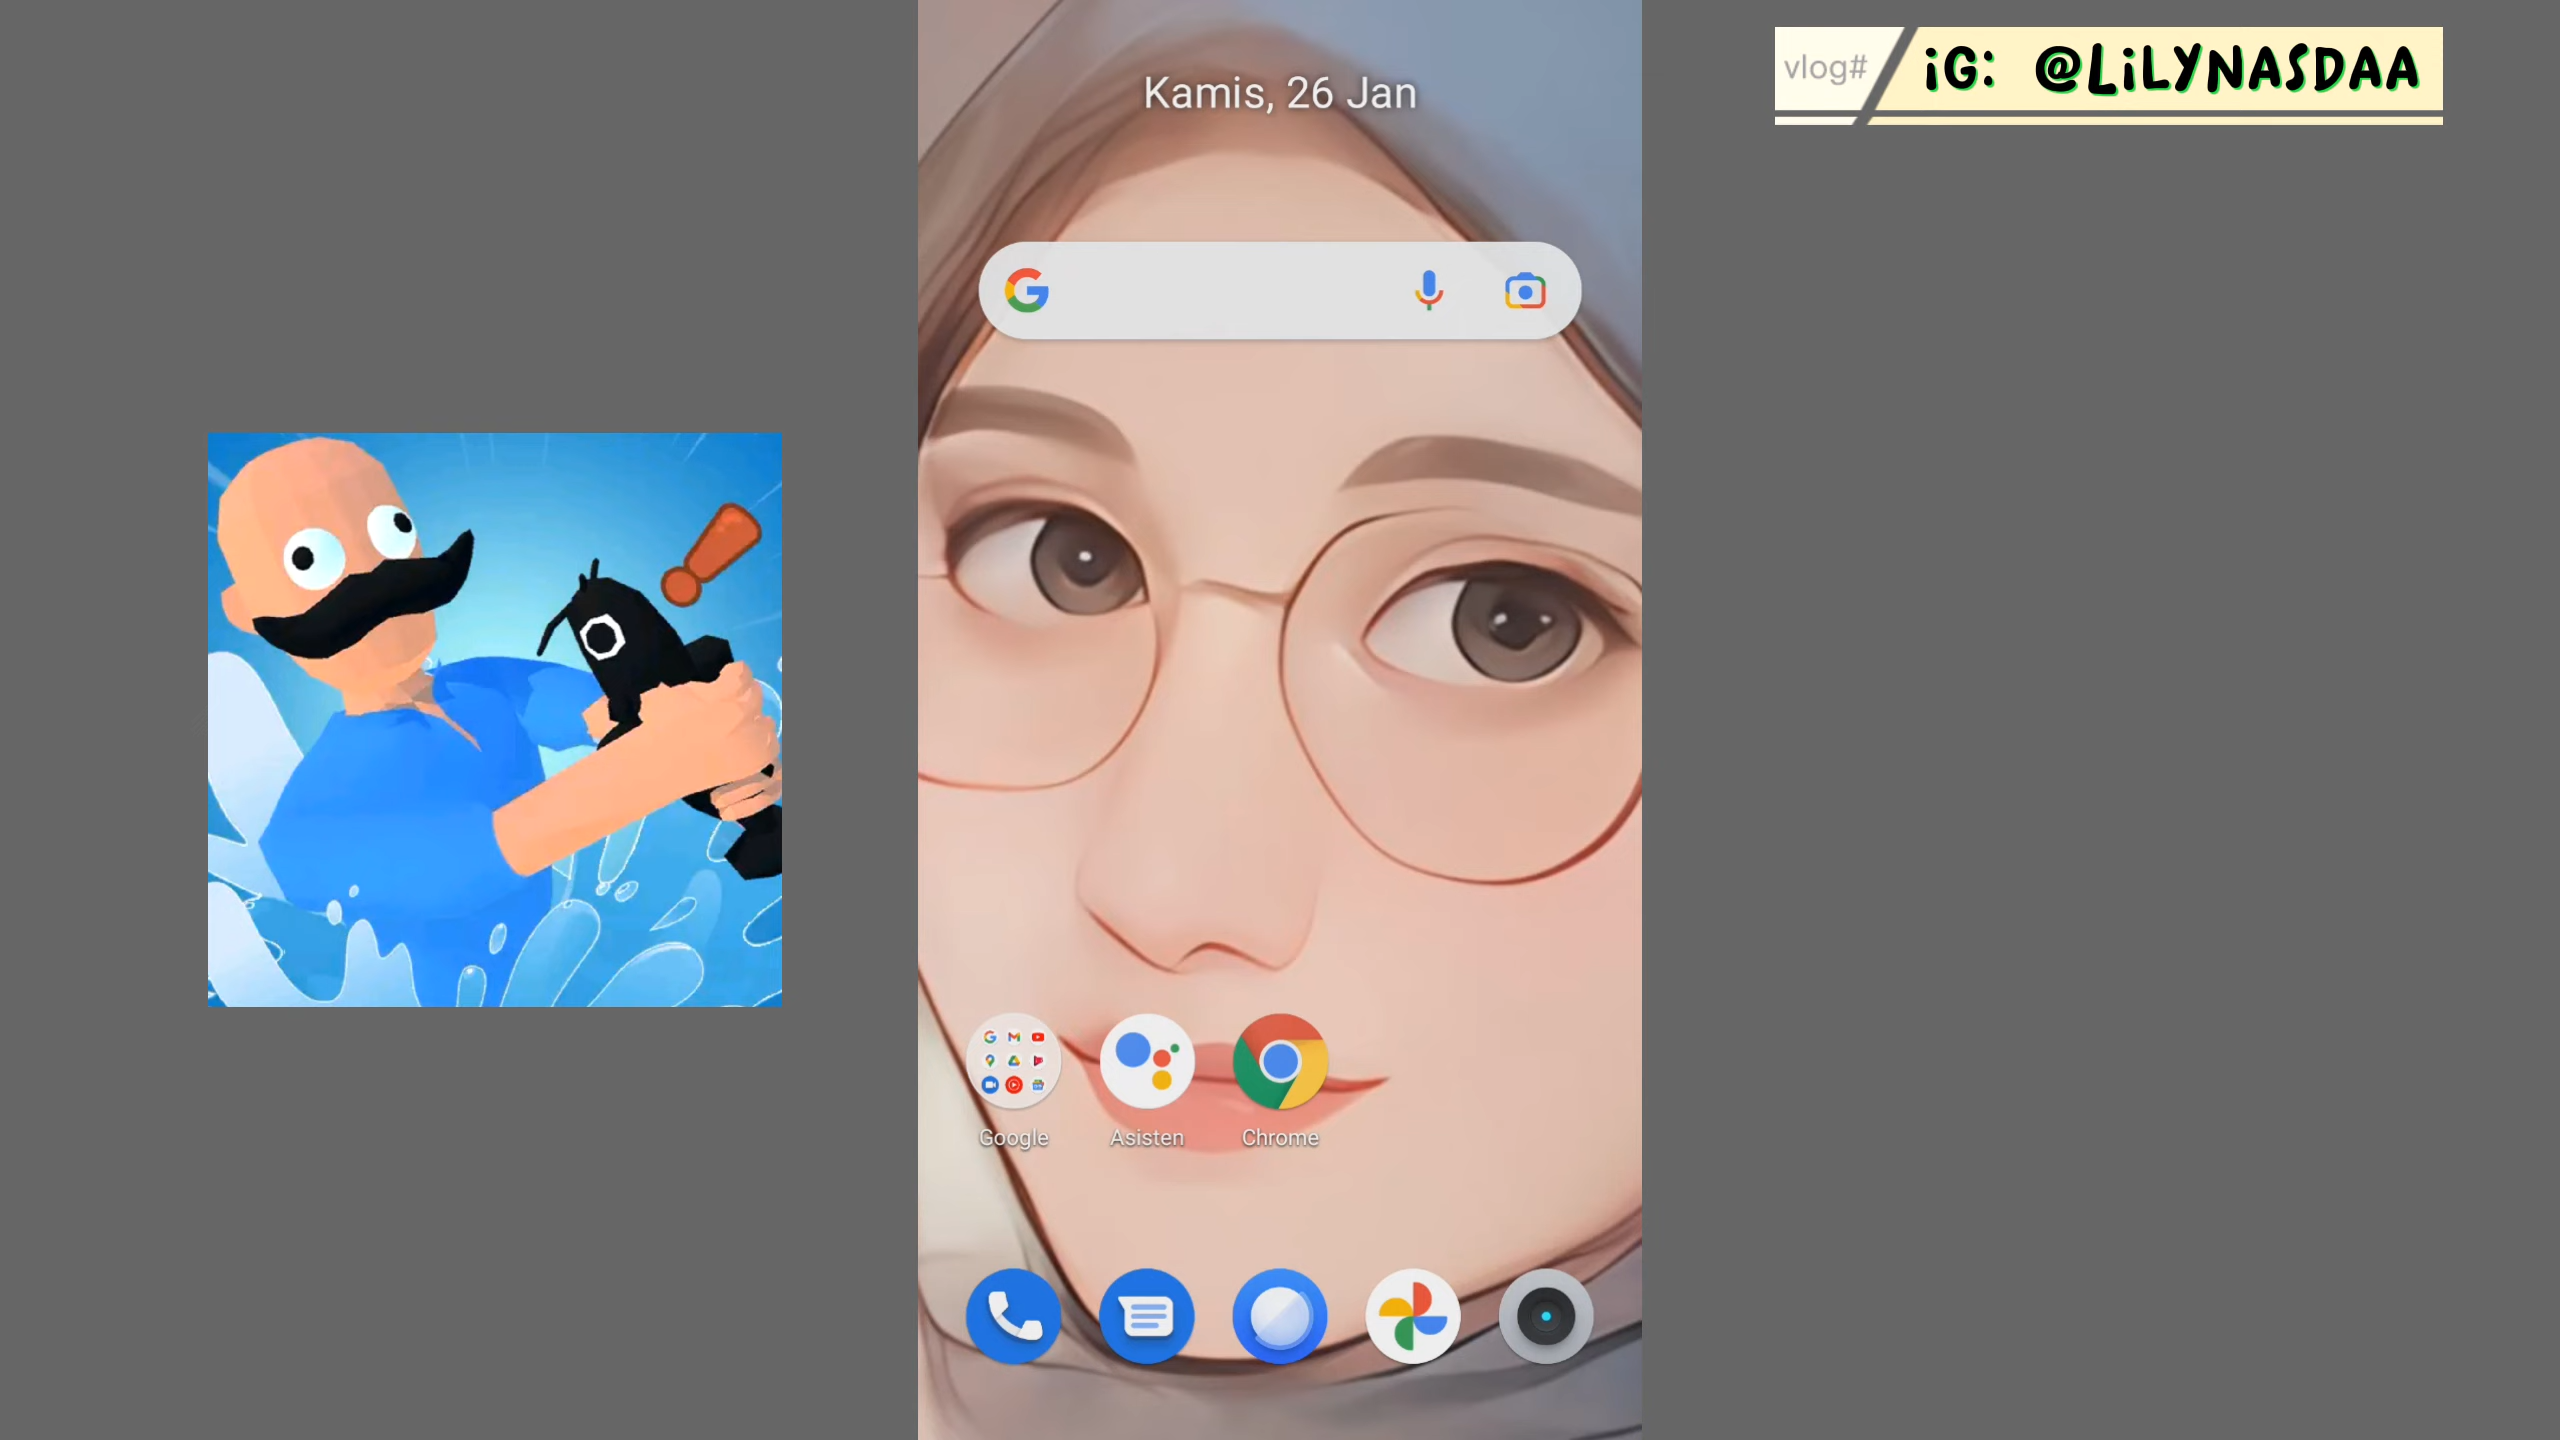 vlog#
iG: @LiLYNASDAA
Kamis, 26 Jan
Google
Asisten
Chrome